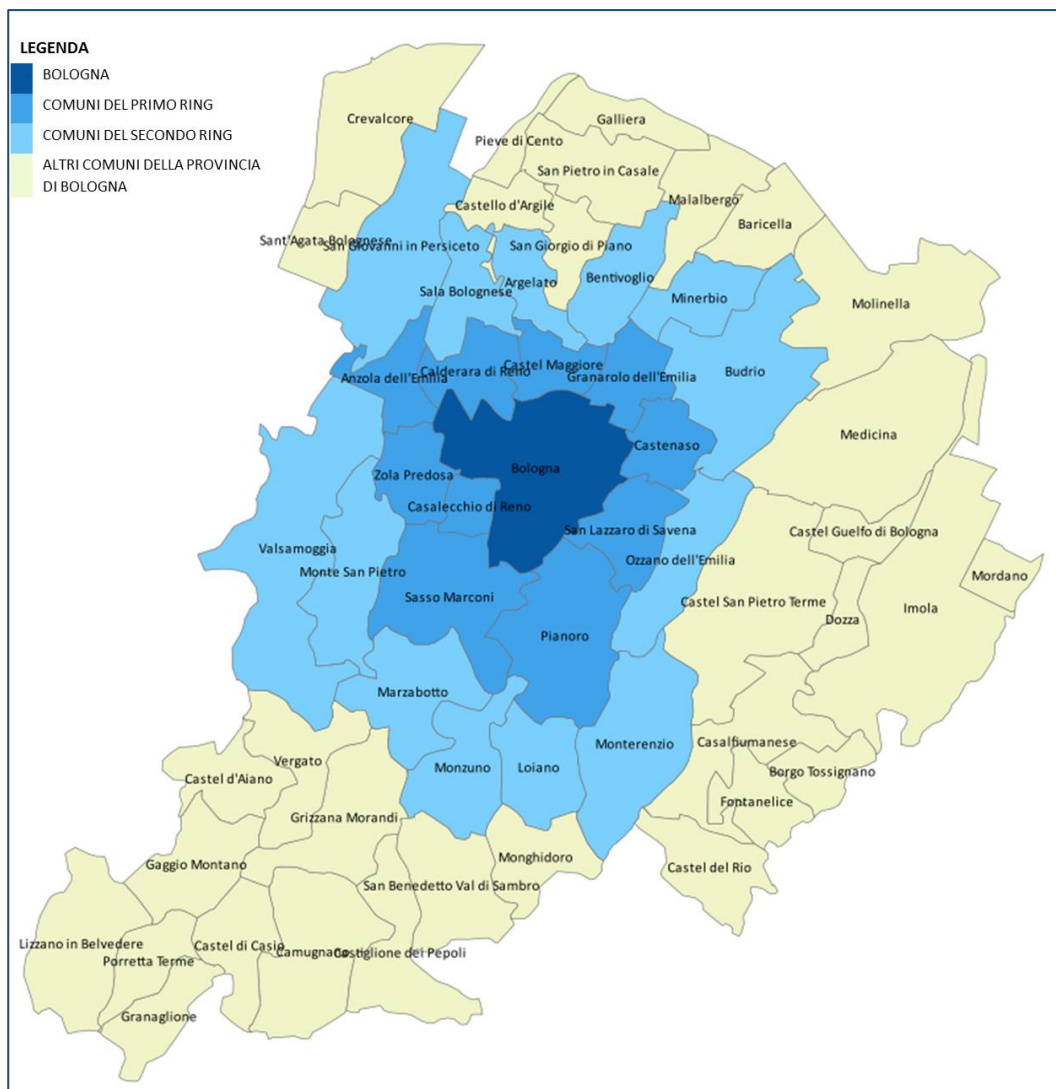 LEGENDA
BOLOGNA
COMUNI DEL PRIMO RING
COMUNI DEL SECONDO RING
ALTRI COMUNI DELLA PROVINCIA
DI BOLOGNA
Crevalcore
Galliera
Pieve di Cento
San Pietro in Casale
Malalbergo
Castello d'Argile
Baricella
Sant'Agata Bolognese
San Giovanni in Persiceto
San Giorgio di Piano
Bentivoglio
Argelato
Sala Bolognese
Minerbio
Molinella
Castel Maggiore
Calderara di Reno
Anzola dell'Emilia
Granarolo dell'Emilia
Budrio
Medicina
Castenaso
Bologna
Zola Predosa
Casalecchio di Reno
San Lazzaro di Savena
Castel Guelfo di Bologna
Valsamoggia
Ozzano dell'Emilia
Monte San Pietro
Mordano
Sasso Marconi
Castel San Pietro Terme
Imola
Dozza
Pianoro
Marzabotto
Casalfiumanese
Monterenzio
Vergato
Monzuno
Loiano
Borgo Tossignano
Castel d'Aiano
Fontanelice
Grizzana Morandi
Monghidoro
Gaggio Montano
Castel del Rio
San Benedetto Val di Sambro
Lizzano in Belvedere
Castel di Casio
Camugnano
Castiglione dei Pepoli
Porretta Terme
Granaglione